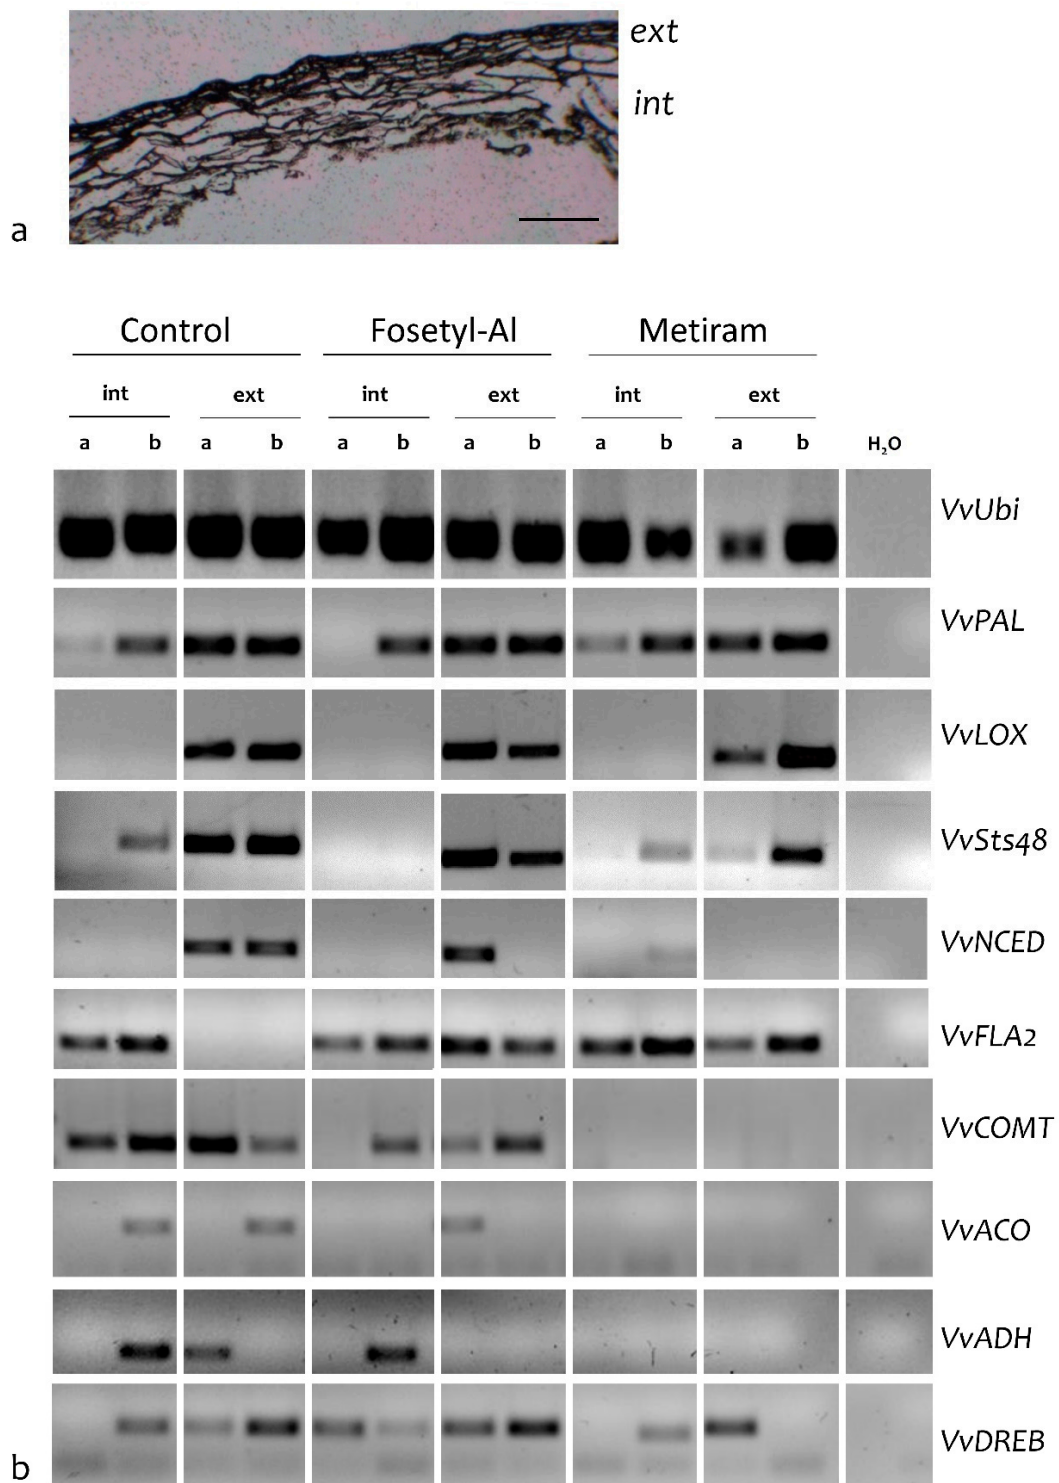 ext
int
a
Control Fosetyl-Al Metiram
int ext int ext int ext
a b a b a b a b a b a b H₂O
VvUbi
VvPAL
VvLOX
VvSts48
VvNCED
VvFLA2
VvCOMT
VvACO
VvADH
VvDREB
b